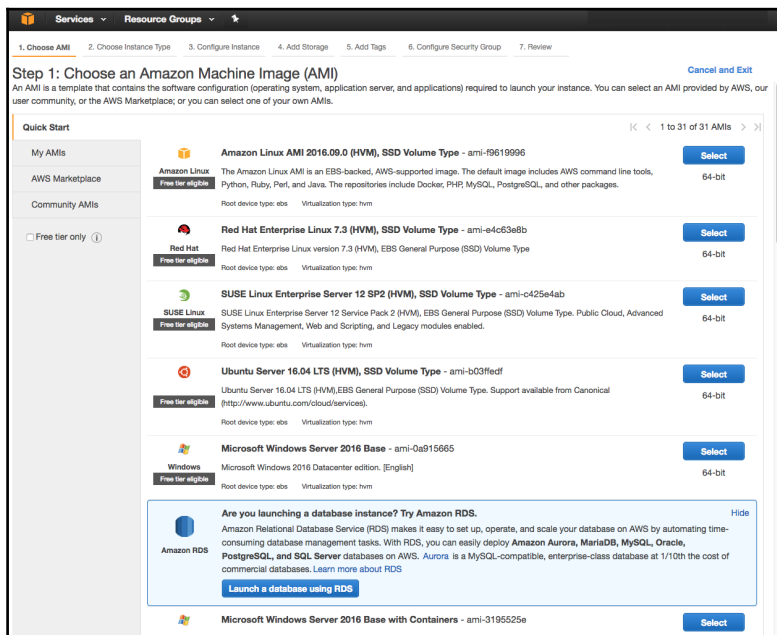 Services Resource Groups
1. Choose AMI 2. Choose Instance Type 3. Configure Instance 4. Add Storage 5. Add Tags 6. Configure Security Group 7. Review
Step 1: Choose an Amazon Machine Image (AMI)
Cancel and Exit
An AMI is a template that contains the software configuration (operating system, application server, and applications) required to launch your instance. You can select an AMI provided by AWS, our
user community, or the AWS Marketplace; or you can select one of your own AMIs.
Quick Start
1 to 31 of 31 AMIs
My AMIs
AWS Marketplace
Community AMIs
Free tier only
Amazon Linux
Free tier eligible
Amazon Linux AMI 2016.09.0 (HVM), SSD Volume Type - ami-f9619996
The Amazon Linux AMI is an EBS-backed, AWS-supported image. The default image includes AWS command line tools,
Python, Ruby, Perl, and Java. The repositories include Docker, PHP, MySQL, PostgreSQL, and other packages.
Root device type: ebs Virtualization type: hvm
Select
64-bit
Red Hat
Free tier eligible
Red Hat Enterprise Linux 7.3 (HVM), SSD Volume Type - ami-e4c63e8b
Red Hat Enterprise Linux version 7.3 (HVM), EBS General Purpose (SSD) Volume Type
Root device type: ebs Virtualization type: hvm
Select
64-bit
SUSE Linux
Free tier eligible
SUSE Linux Enterprise Server 12 SP2 (HVM), SSD Volume Type - ami-c425e4ab
SUSE Linux Enterprise Server 12 Service Pack 2 (HVM), EBS General Purpose (SSD) Volume Type. Public Cloud, Advanced
Systems Management, Web and Scripting, and Legacy modules enabled.
Root device type: ebs Virtualization type: hvm
Select
64-bit
Free tier eligible
Ubuntu Server 16.04 LTS (HVM), SSD Volume Type - ami-b03ffedf
Ubuntu Server 16.04 LTS (HVM),EBS General Purpose (SSD) Volume Type. Support available from Canonical
(http://www.ubuntu.com/cloud/services).
Root device type: ebs Virtualization type: hvm
Select
64-bit
Windows
Free tier eligible
Microsoft Windows Server 2016 Base - ami-0a915665
Microsoft Windows 2016 Datacenter edition. [English]
Root device type: ebs Virtualization type: hvm
Select
64-bit
Amazon RDS
Are you launching a database instance? Try Amazon RDS.
Hide
Amazon Relational Database Service (RDS) makes it easy to set up, operate, and scale your database on AWS by automating time-
consuming database management tasks. With RDS, you can easily deploy Amazon Aurora, MariaDB, MySQL, Oracle,
PostgreSQL, and SQL Server databases on AWS. Aurora is a MySQL-compatible, enterprise-class database at 1/10th the cost of
commercial databases. Learn more about RDS
Launch a database using RDS
Microsoft Windows Server 2016 Base with Containers - ami-3195525e
Select